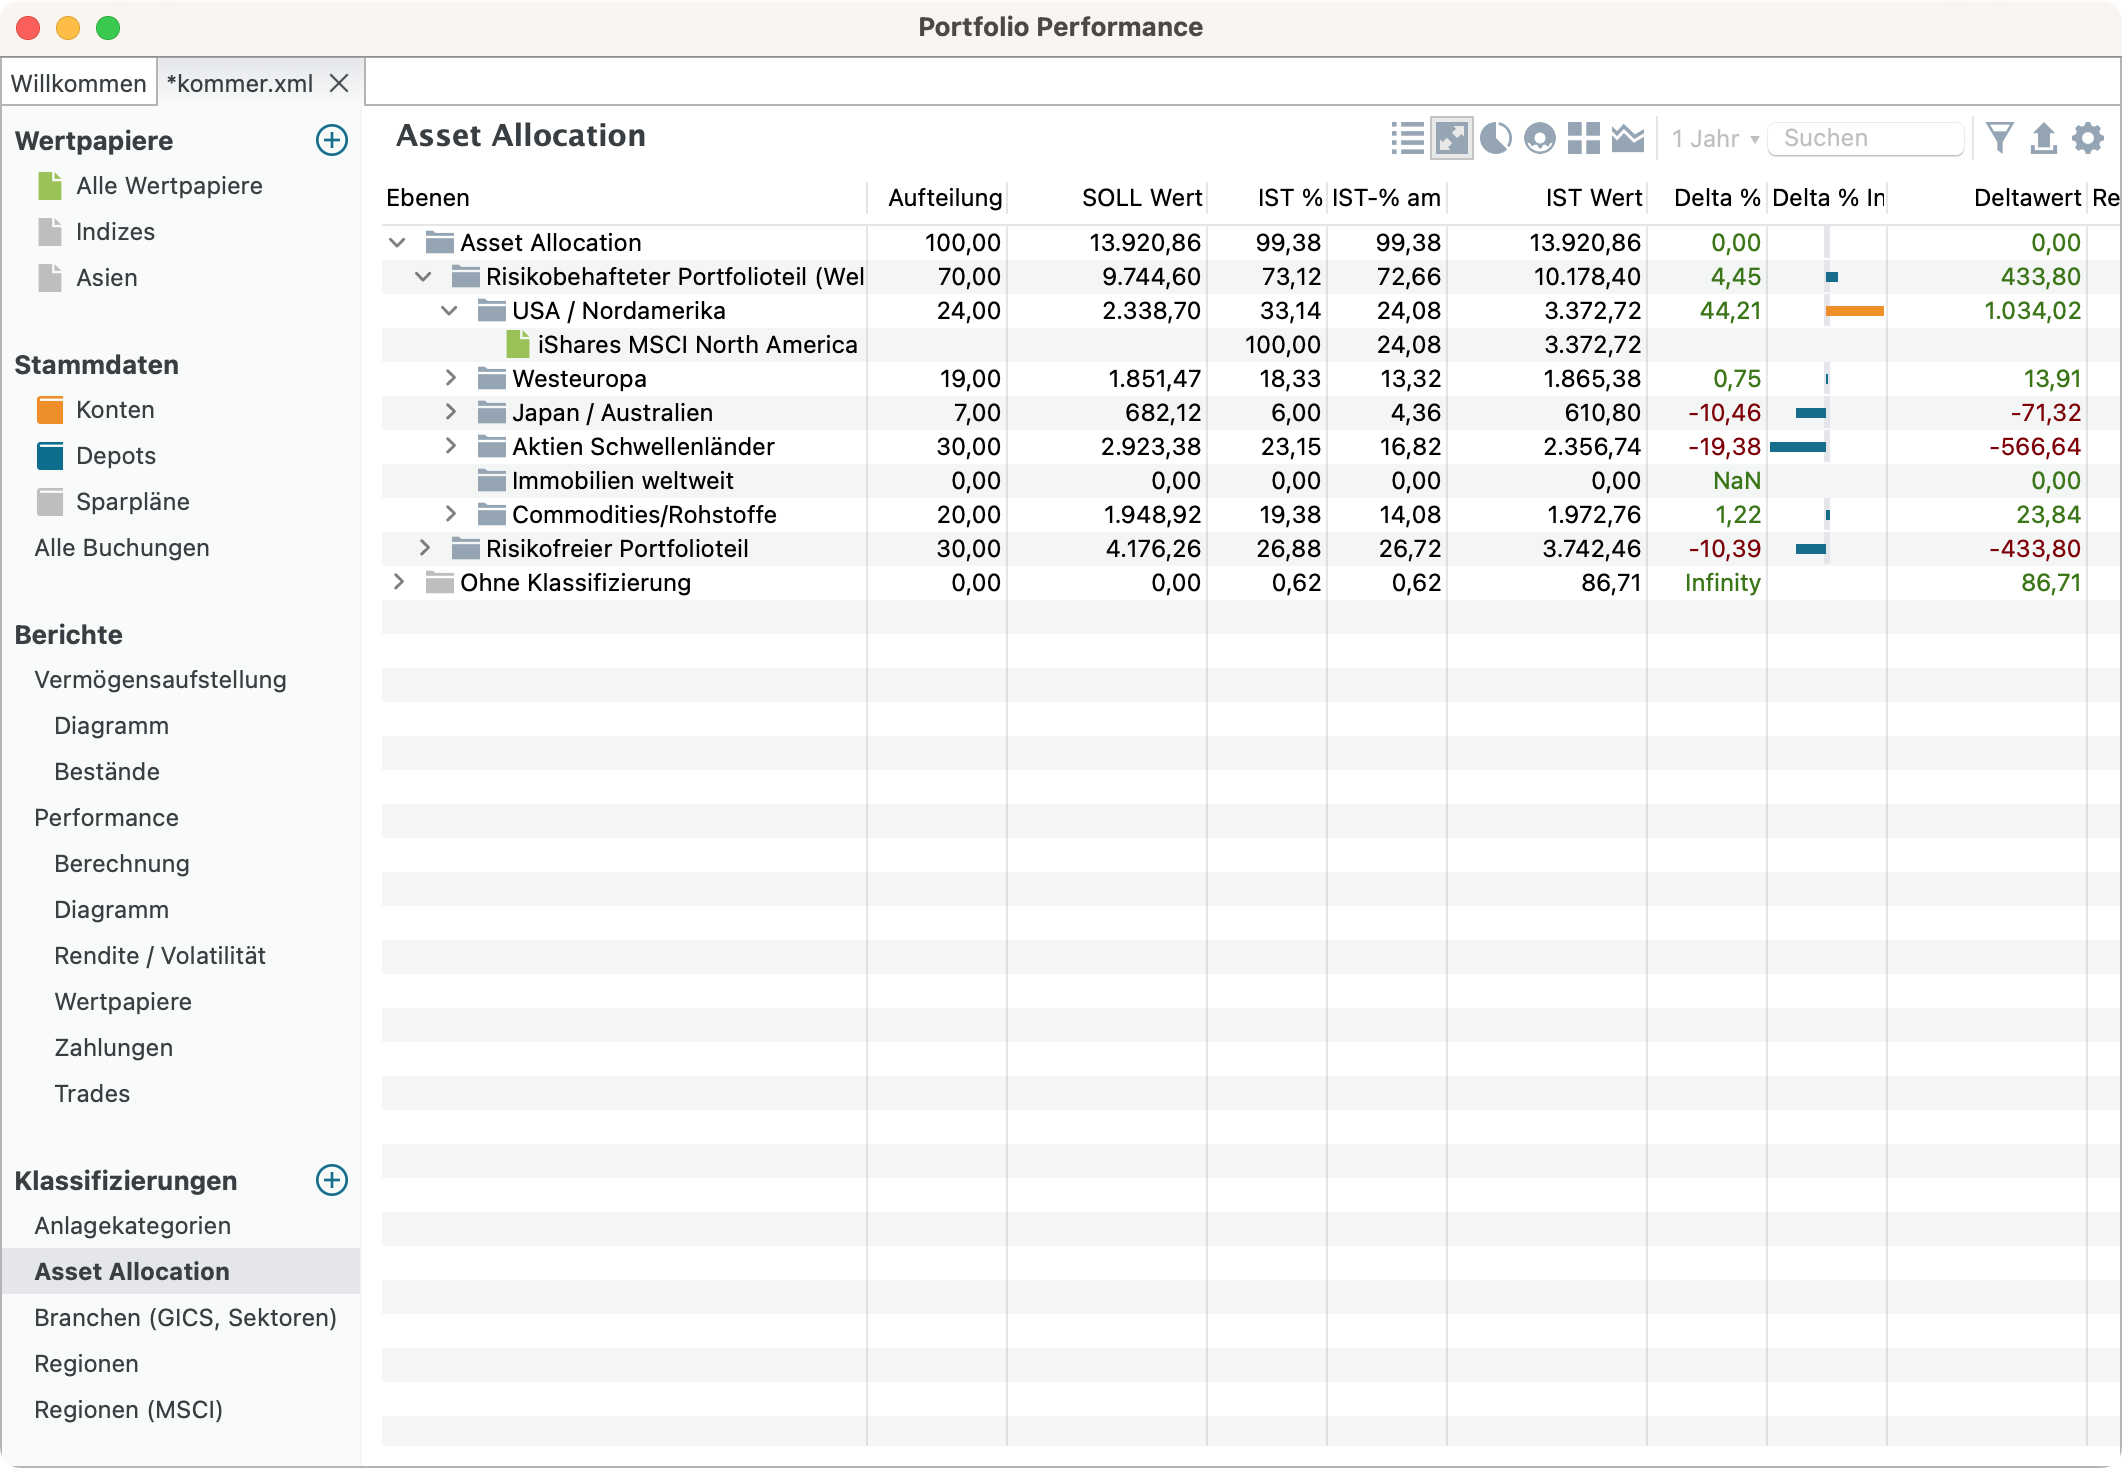 Portfolio Performance
Willkommen
*kommer.xml
Wertpapiere
Alle Wertpapiere
Indizes
Asien
Stammdaten
Konten
Depots
Sparpläne
Alle Buchungen
Berichte
Vermögensaufstellung
Diagramm
Bestände
Performance
Berechnung
Diagramm
Rendite / Volatilität
Wertpapiere
Zahlungen
Trades
Klassifizierungen
Anlagekategorien
Asset Allocation
Branchen (GICS, Sektoren)
Regionen
Regionen (MSCI)
Asset Allocation
1 Jahr
Suchen
Ebenen Aufteilung SOLL Wert IST % IST-% am IST Wert Delta % Delta % In Deltawert Re
Asset Allocation 100,00 13.920,86 99,38 99,38 13.920,86 0,00 0,00
Risikobehafteter Portfolioteil (Wel 70,00 9.744,60 73,12 72,66 10.178,40 4,45 433,80
USA / Nordamerika 24,00 2.338,70 33,14 24,08 3.372,72 44,21 1.034,02
iShares MSCI North America 100,00 24,08 3.372,72
Westeuropa 19,00 1.851,47 18,33 13,32 1.865,38 0,75 13,91
Japan / Australien 7,00 682,12 6,00 4,36 610,80 -10,46 -71,32
Aktien Schwellenländer 30,00 2.923,38 23,15 16,82 2.356,74 -19,38 -566,64
Immobilien weltweit 0,00 0,00 0,00 0,00 0,00 NaN 0,00
Commodities/Rohstoffe 20,00 1.948,92 19,38 14,08 1.972,76 1,22 23,84
Risikofreier Portfolioteil 30,00 4.176,26 26,88 26,72 3.742,46 -10,39 -433,80
Ohne Klassifizierung 0,00 0,00 0,62 0,62 86,71 Infinity 86,71